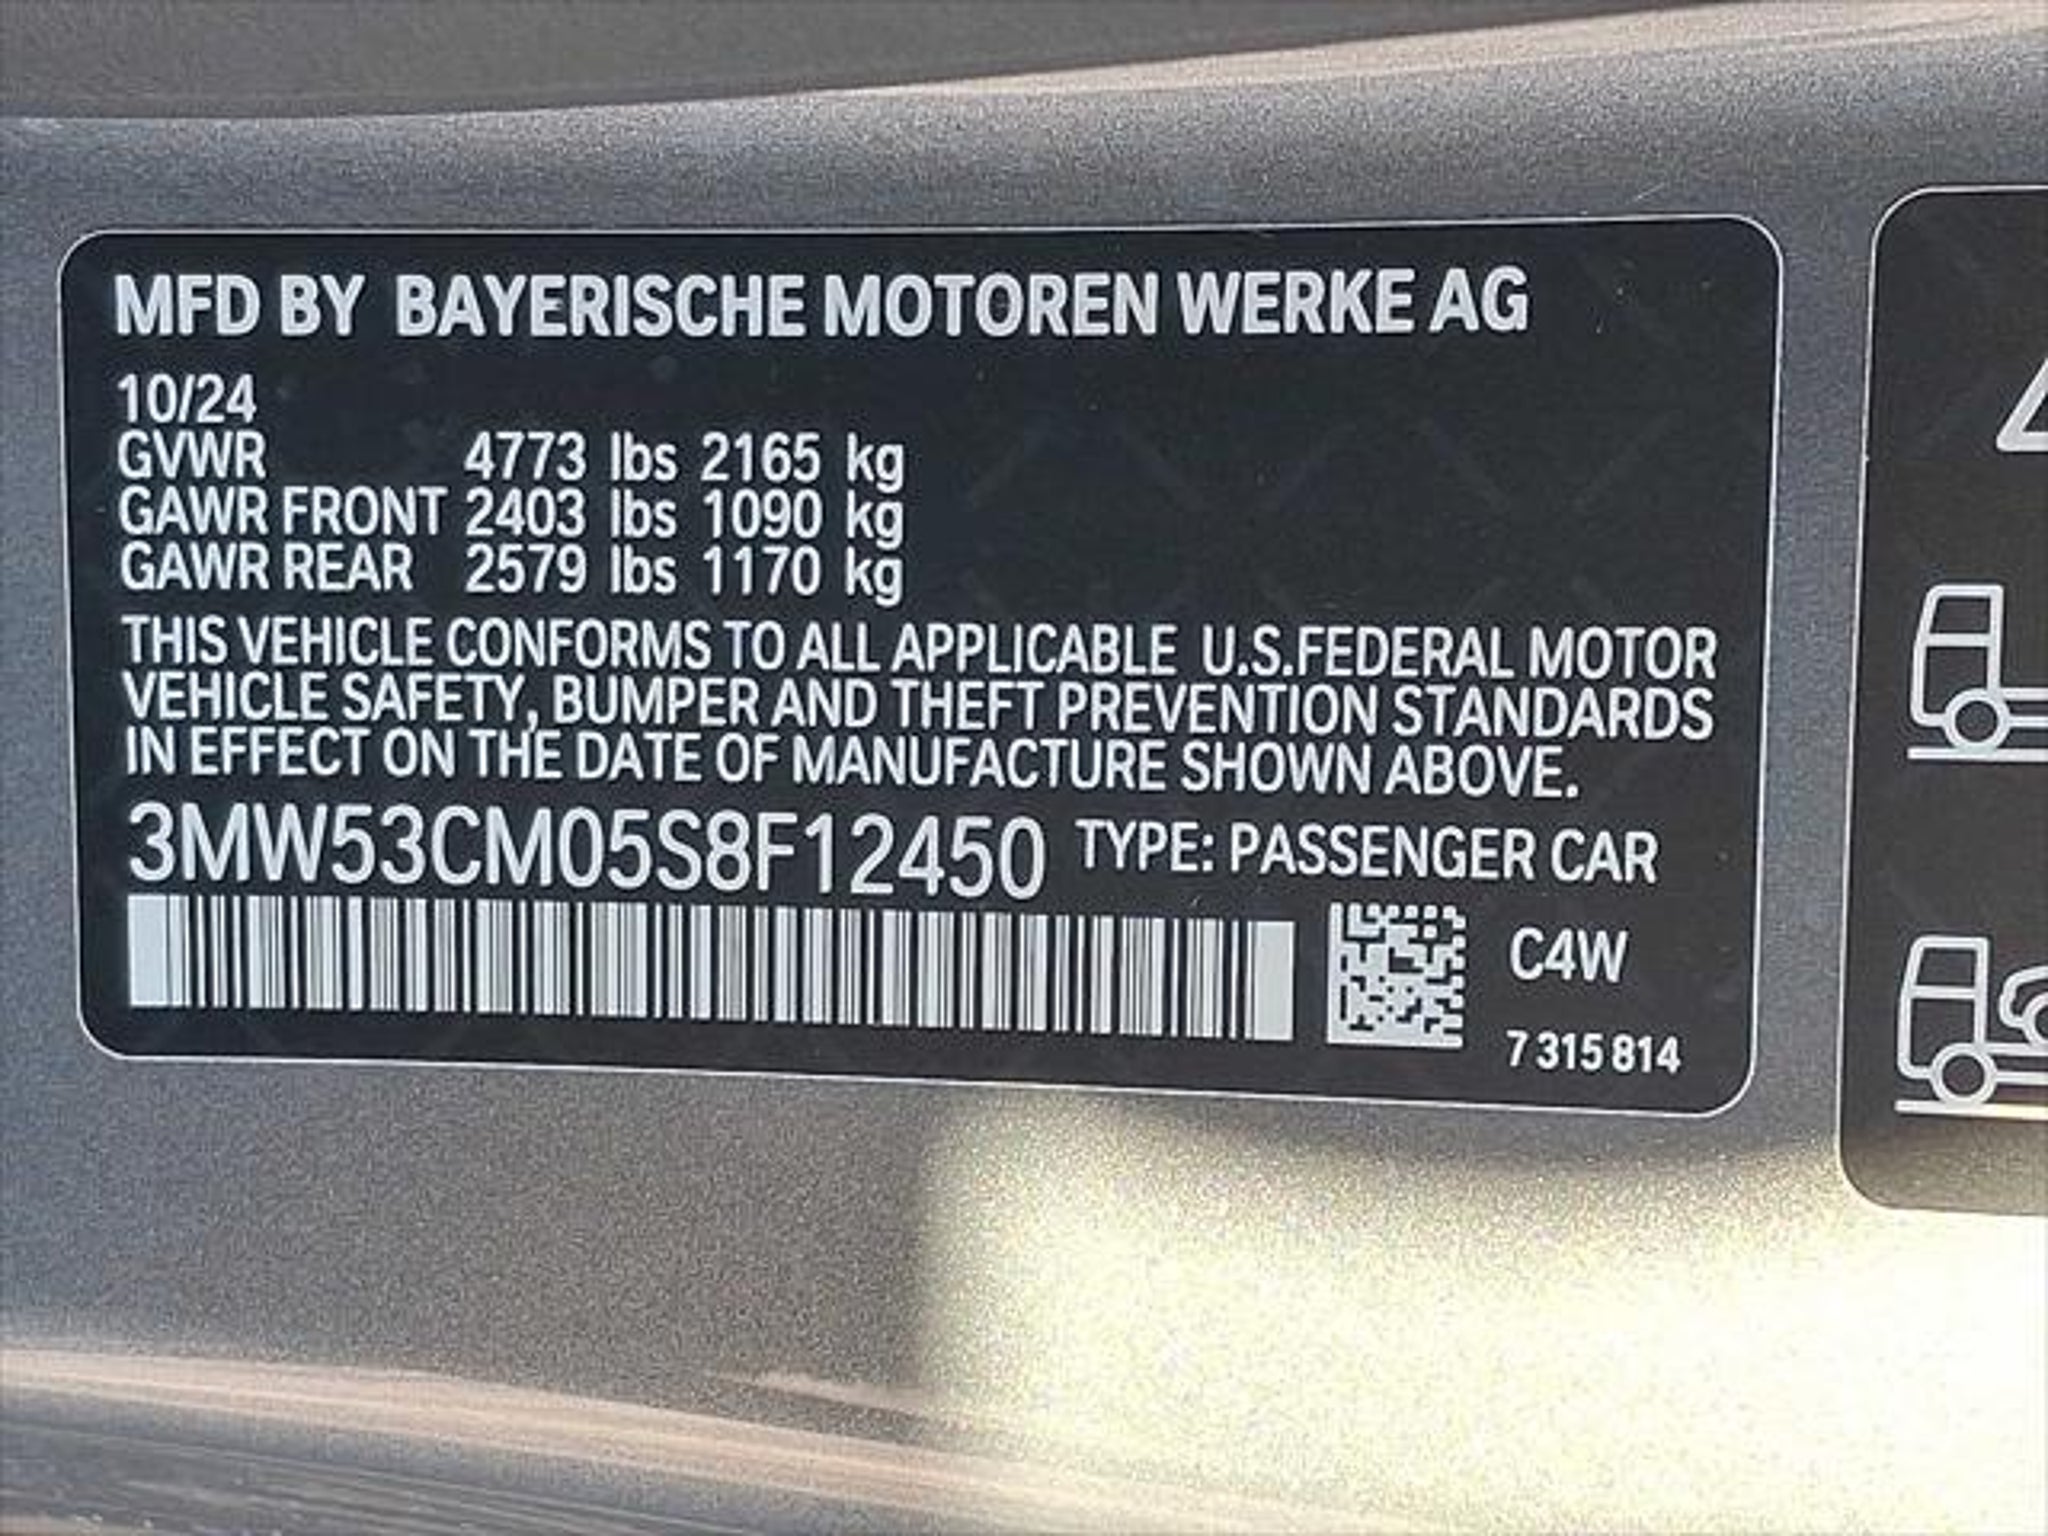 MFD BY BAYERISCHE MOTOREN WERKE AG
10/24
GVWR 4773 lbs 2165 kg
GAWR FRONT 2403 lbs 1090 kg
GAWR REAR 2579 lbs 1170 kg
THIS VEHICLE CONFORMS TO ALL APPLICABLE U.S.FEDERAL MOTOR
VEHICLE SAFETY, BUMPER AND THEFT PREVENTION STANDARDS
IN EFFECT ON THE DATE OF MANUFACTURE SHOWN ABOVE.
3MW53CM05S8F12450 TYPE: PASSENGER CAR
C4W
7 315 814